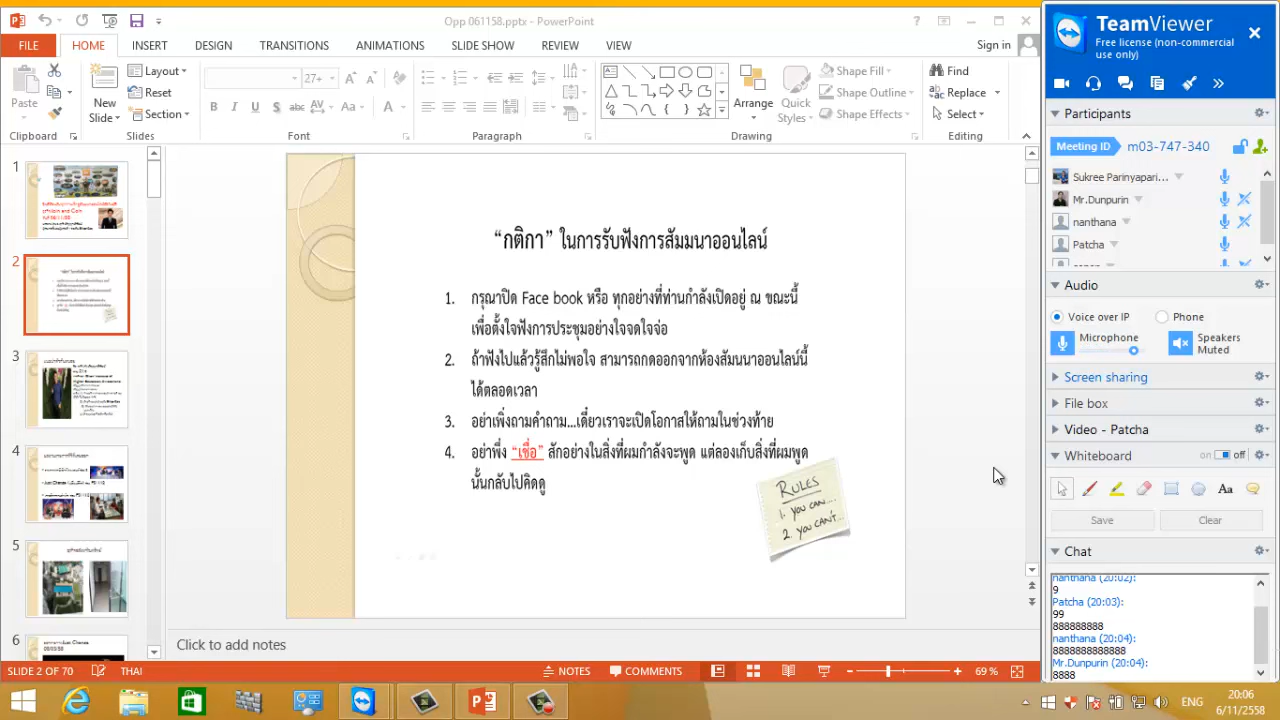 Opp 061158.pptx - PowerPoint
FILE
HOME
INSERT
DESIGN
TRANSITIONS
ANIMATIONS
SLIDE SHOW
REVIEW
VIEW
Sign in
Paste
New
Slide
Layout
Reset
Section
27+
Arrange
Quick
Styles
Shape Fill
Shape Outline
Shape Effects
Find
Replace
Select
Clipboard
Slides
Font
Paragraph
Drawing
Editing
1
2
3
4
5
6
“กติกา” ในการรับฟังการสัมมนาออนไลน์
1. กรุณาปิด Face book หรือ ทุกอย่างที่ท่านกำลังเปิดอยู่ ณ ขณะนี้
เพื่อตั้งใจฟังการประชุมอย่างใจจดใจจ่อ
2. ถ้าฟังไปแล้วรู้สึกไม่พอใจ สามารถกดออกจากห้องสัมนนาออนไลน์นี้
ได้ตลอดเวลา
3. อย่าเพิ่งถามคำถาม...เดี๋ยวเราจะเปิดโอกาสให้ถามในช่วงท้าย
4. อย่าพึ่ง “เชื่อ” สักอย่างในสิ่งที่ผมกำลังจะพูด แต่ลองเก็บสิ่งที่ผมพูด
นั้นกลับไปคิดดู
RULES
1. YOU CAN...
2. YOU CAN'T...
Click to add notes
SLIDE 2 OF 70
THAI
NOTES
COMMENTS
69 %
TeamViewer
Free license (non-commercial
use only)
Participants
Meeting ID m03-747-340
Sukree Parinyapari...
Mr.Dunpurin
nanthana
Patcha
Audio
Voice over IP
Phone
Microphone
Speakers
Muted
Screen sharing
File box
Video - Patcha
Whiteboard
on off
Aa
Save
Clear
Chat
nanthana (20:02):
9
Patcha (20:03):
99
888888888
nanthana (20:04):
8888888888888
Mr.Dunpurin (20:04):
8888
ENG
20:06
6/11/2558